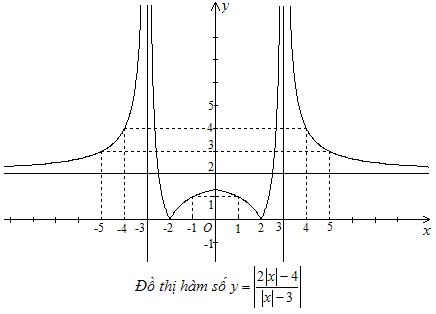 y
5
4
3
2
1
-5 -4 -3 -2 -1 O 1 2 3 4 5 x
-1
Đồ thị hàm số y = |(2|x| - 4)/(|x| - 3)|